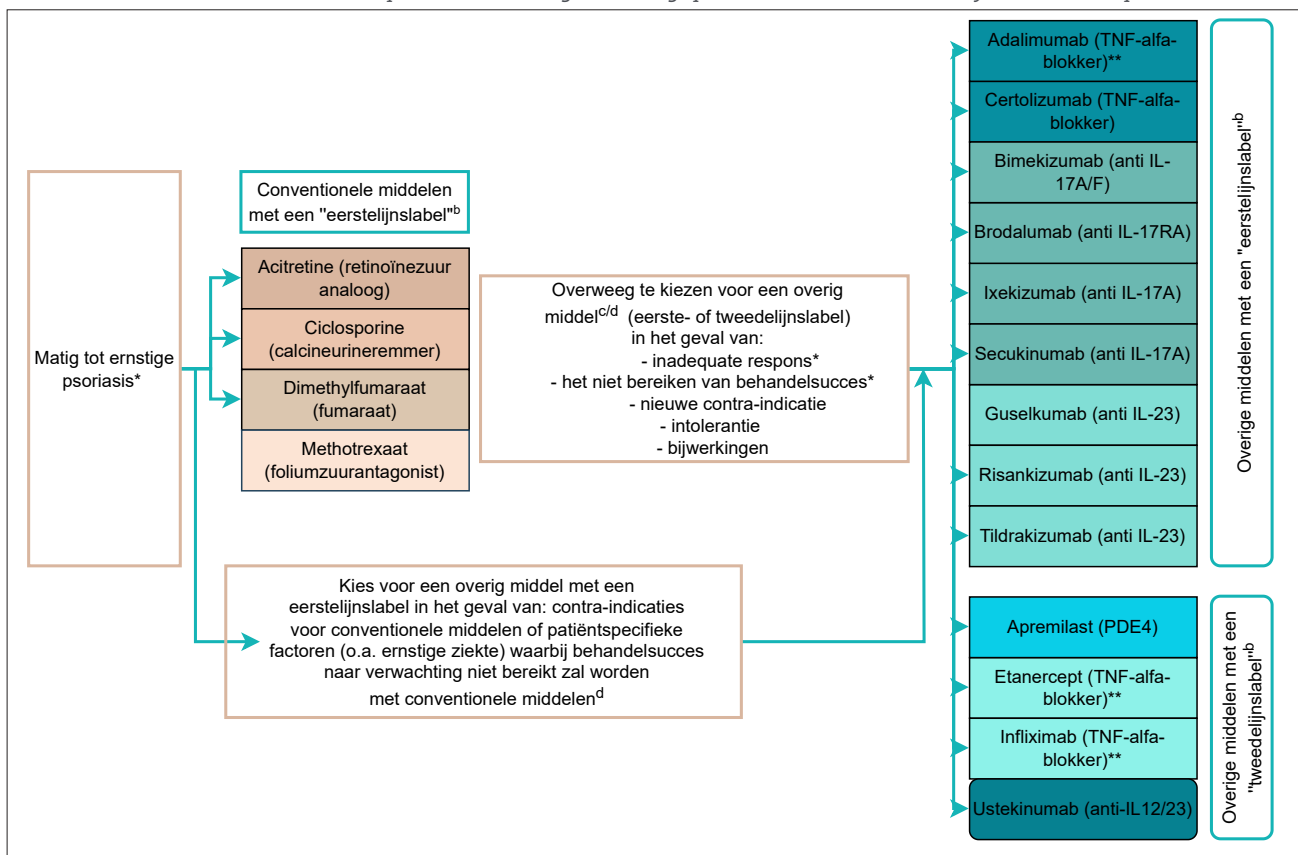 Matig tot ernstige
psoriasis*
Conventionele middelen
met een "eerstelijnslabel"b
Acitretine (retinoïnezuur
analoog)
Ciclosporine
(calcineurineremmer)
Dimethylfumaraat
(fumaraat)
Methotrexaat
(foliumzuurantagonist)
Overweeg te kiezen voor een overig
middelc/d (eerste- of tweedelijnslabel)
in het geval van:
- inadequate respons*
- het niet bereiken van behandelsucces*
- nieuwe contra-indicatie
- intolerantie
- bijwerkingen
Kies voor een overig middel met een
eerstelijnslabel in het geval van: contra-indicaties
voor conventionele middelen of patiëntspecifieke
factoren (o.a. ernstige ziekte) waarbij behandelsucces
naar verwachting niet bereikt zal worden
met conventionele middelend
Adalimumab (TNF-alfa-
blokker)**
Certolizumab (TNF-alfa-
blokker)
Bimekizumab (anti IL-
17A/F)
Brodalumab (anti IL-17RA)
Ixekizumab (anti IL-17A)
Secukinumab (anti IL-17A)
Guselkumab (anti IL-23)
Risankizumab (anti IL-23)
Tildrakizumab (anti IL-23)
Overige middelen met een "eerstelijnslabel"b
Apremilast (PDE4)
Etanercept (TNF-alfa-
blokker)**
Infliximab (TNF-alfa-
blokker)**
Ustekinumab (anti-IL12/23)
Overige middelen met een
"tweedelijnslabel"b